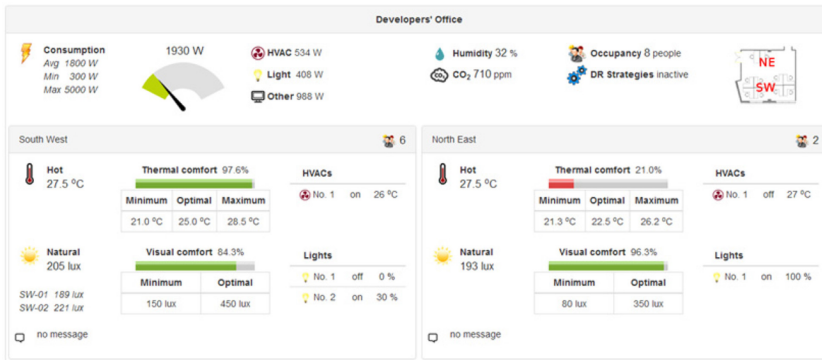 Developers' Office
Consumption
Avg 1800 W
Min 300 W
Max 5000 W
1930 W
HVAC 534 W
Light 408 W
Other 988 W
Humidity 32 %
CO₂ CO₂ 710 ppm
Occupancy 8 people
DR Strategies inactive
NE
SW
South West 6
Hot
27.5 ºC
Thermal comfort 97.6%
Minimum Optimal Maximum
21.0 ºC 25.0 ºC 28.5 ºC
HVACs
No. 1 on 26 ºC
Natural
205 lux
SW-01 189 lux
SW-02 221 lux
Visual comfort 84.3%
Minimum Optimal
150 lux 450 lux
Lights
No. 1 off 0 %
No. 2 on 30 %
no message
North East 2
Hot
27.5 ºC
Thermal comfort 21.0%
Minimum Optimal Maximum
21.3 ºC 22.5 ºC 26.2 ºC
HVACs
No. 1 off 27 ºC
Natural
193 lux
Visual comfort 96.3%
Minimum Optimal
80 lux 350 lux
Lights
No. 1 on 100 %
no message